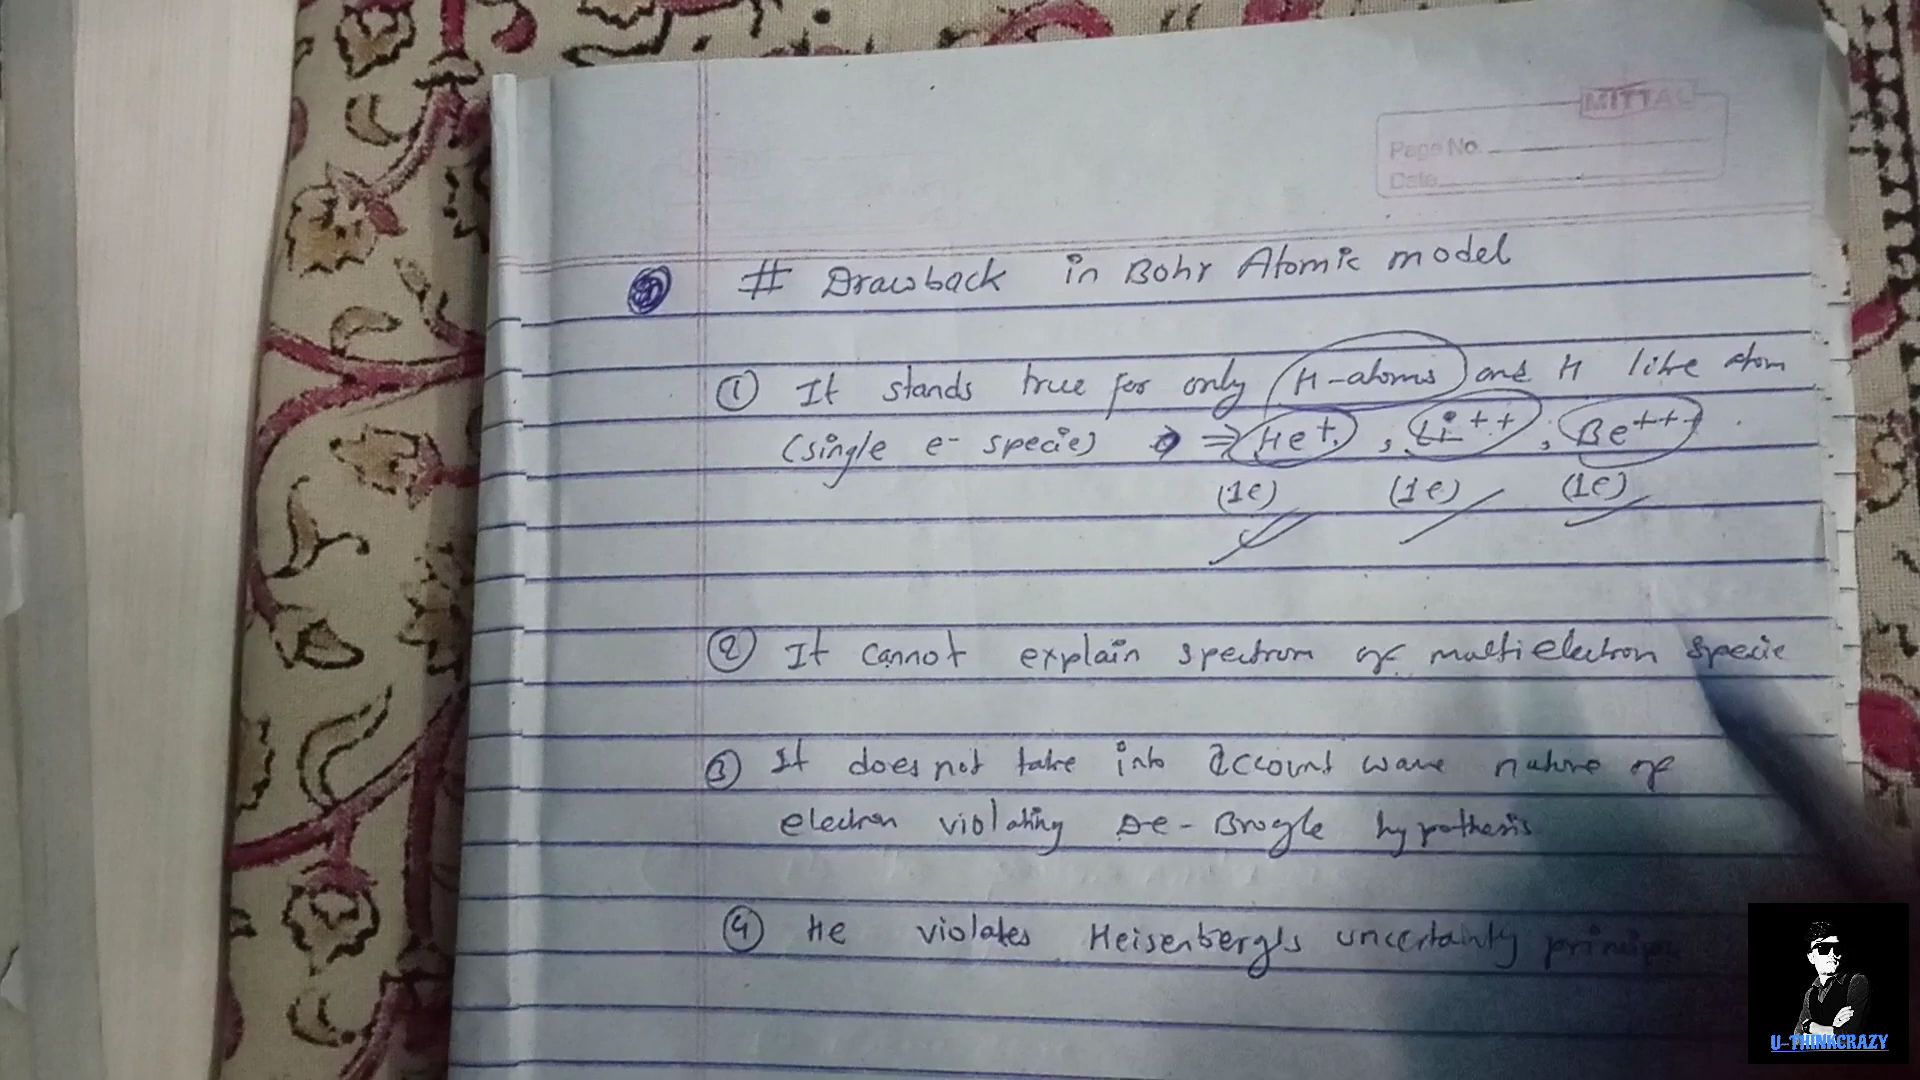 MITTAL
Page No.
Date
# Drawback in Bohr Atomic model
① It stands true for only H-atoms and H like atom
(single e- specie) ⇒ He+, Li++, Be+++
(1e) (1e) (1e)
② It cannot explain spectrum of multielectron specie
③ It does not take into account wave nature of
electron violating De-Brogle hypothesis
④ He violates Heisenberg's uncertainty principle
U-THINKCRAZY